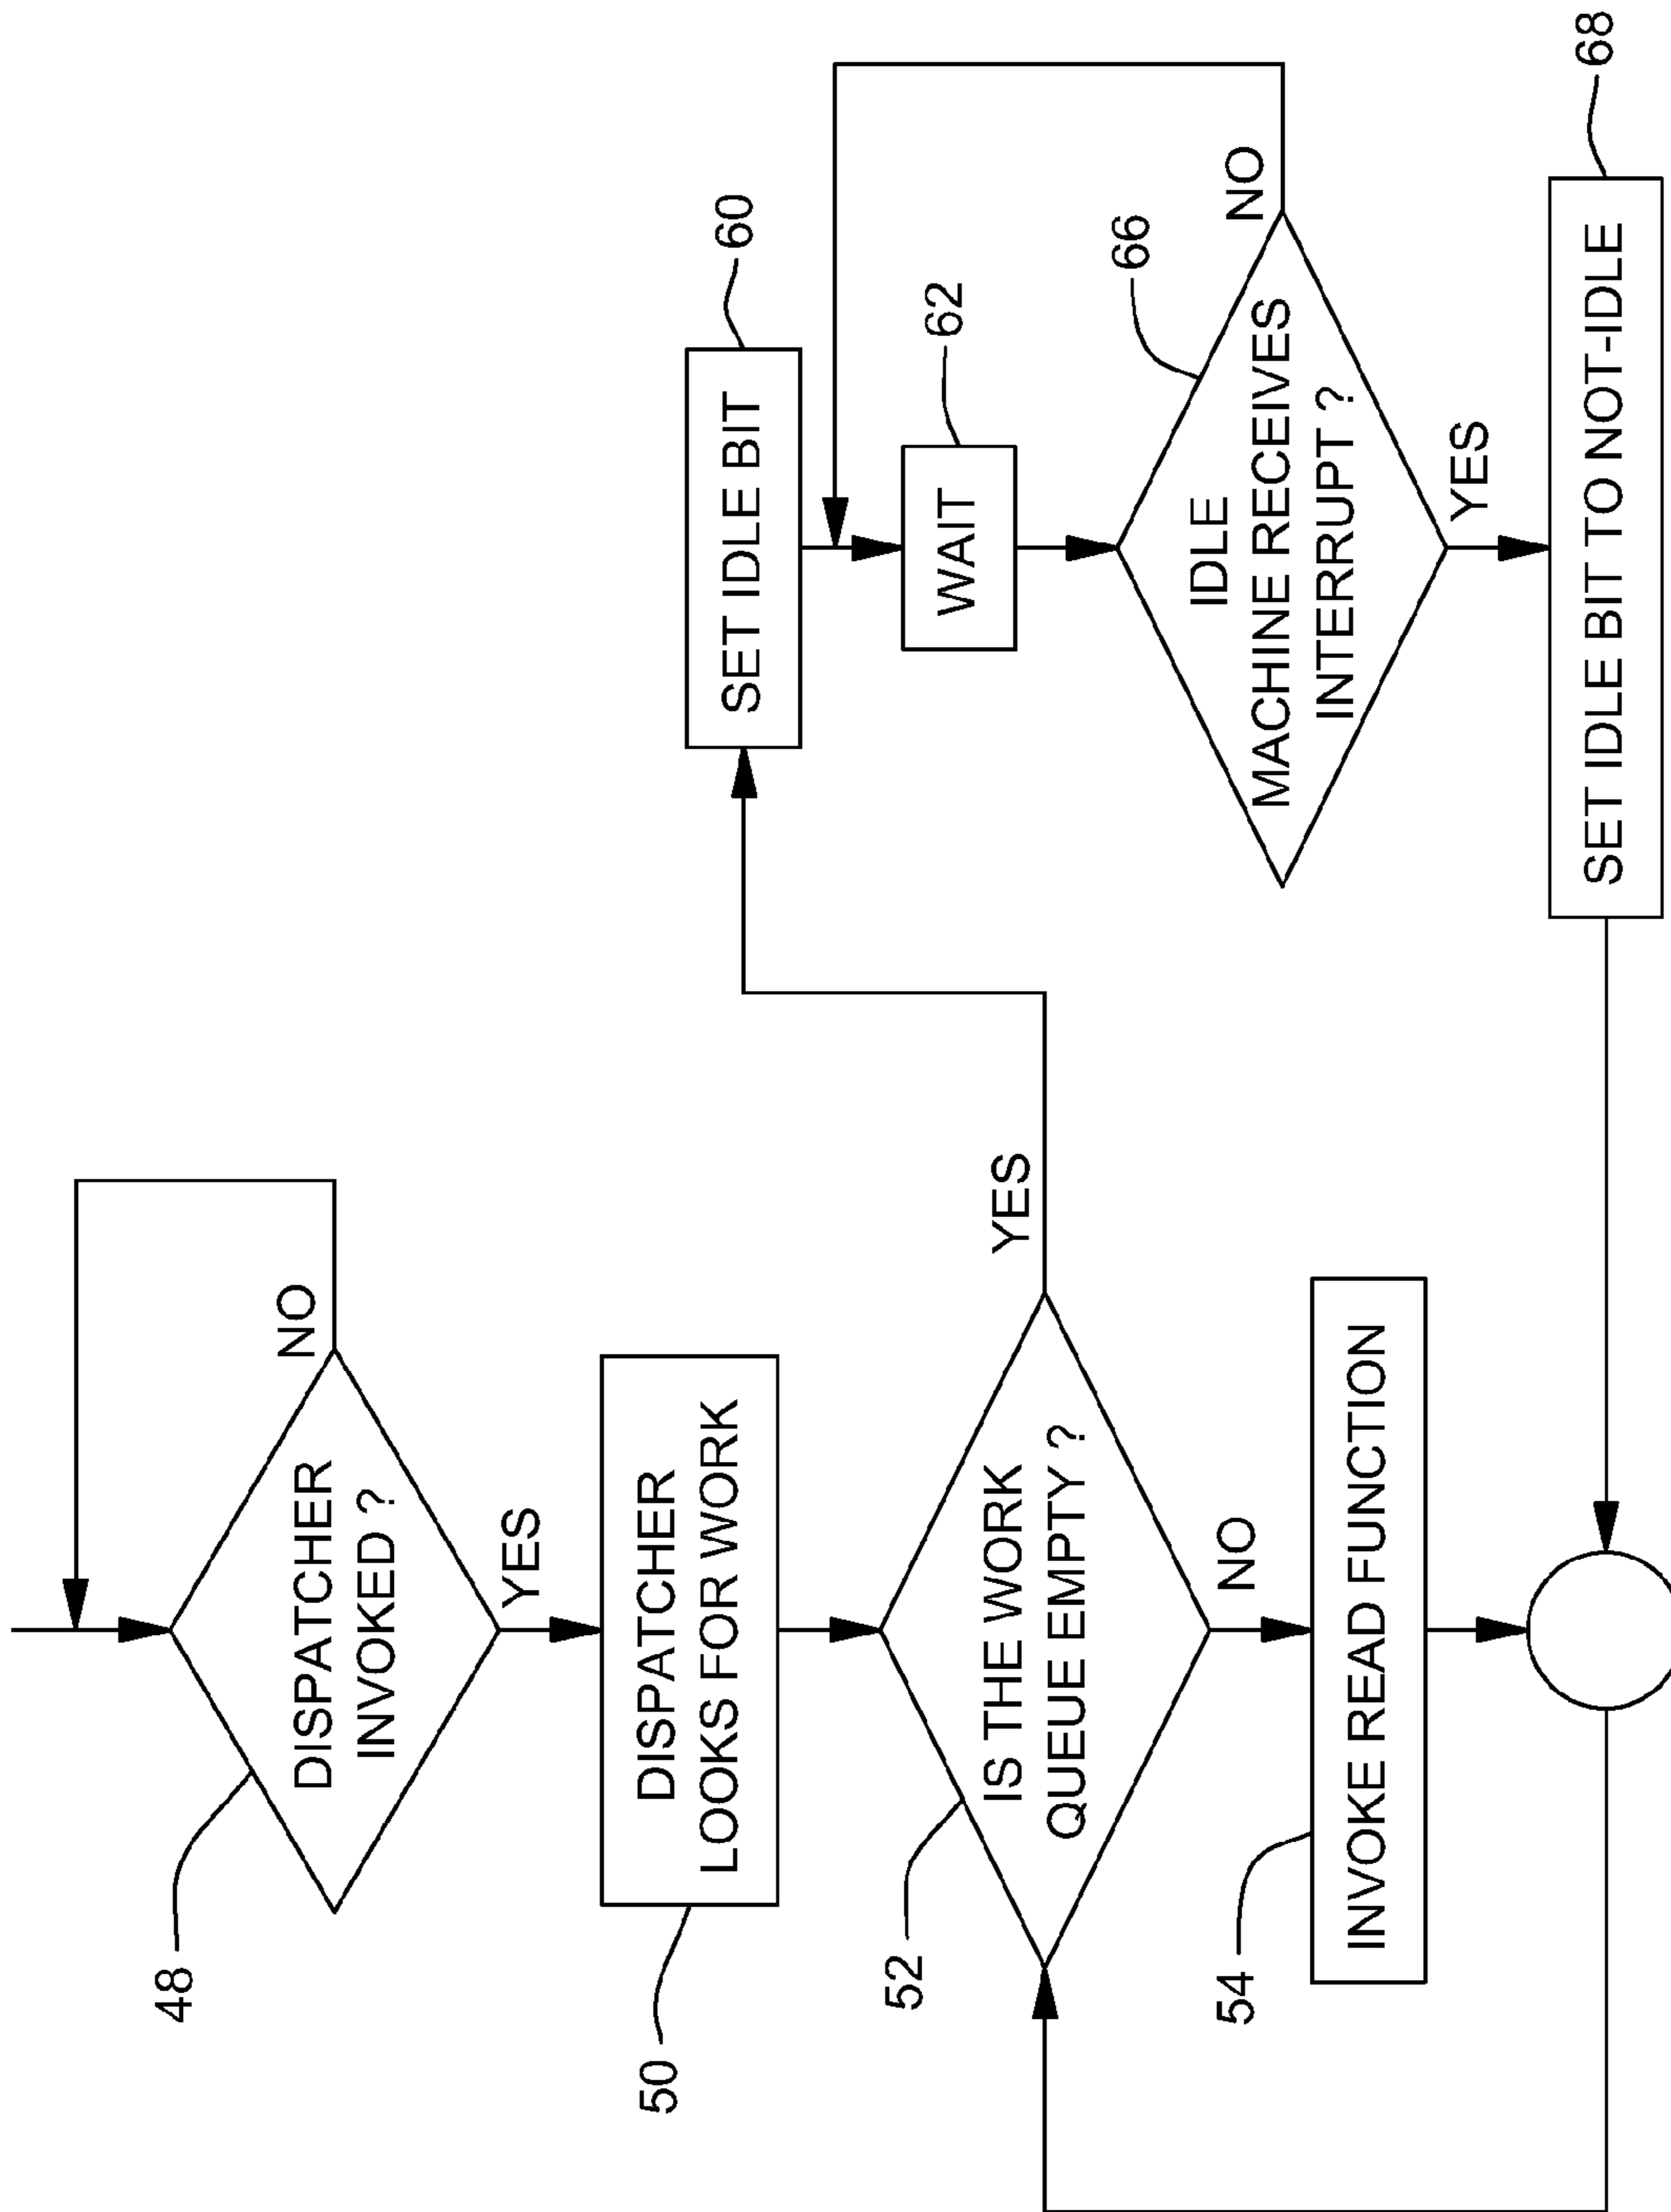 48
DISPATCHER
INVOKED ?
NO
YES
50
DISPATCHER
LOOKS FOR WORK
52
IS THE WORK
QUEUE EMPTY ?
YES
NO
54
INVOKE READ FUNCTION
SET IDLE BIT
60
WAIT
62
IDLE
MACHINE RECEIVES
INTERRUPT ?
66
NO
YES
SET IDLE BIT TO NOT-IDLE
68